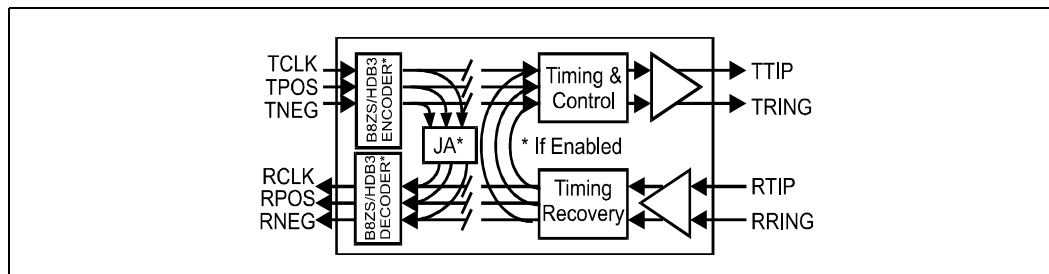 TCLK
TPOS
TNEG
B8ZS/HDB3
ENCODER*
Timing &
Control
TTIP
TRING
JA*
* If Enabled
RCLK
RPOS
RNEG
B8ZS/HDB3
DECODER*
Timing
Recovery
RTIP
RRING